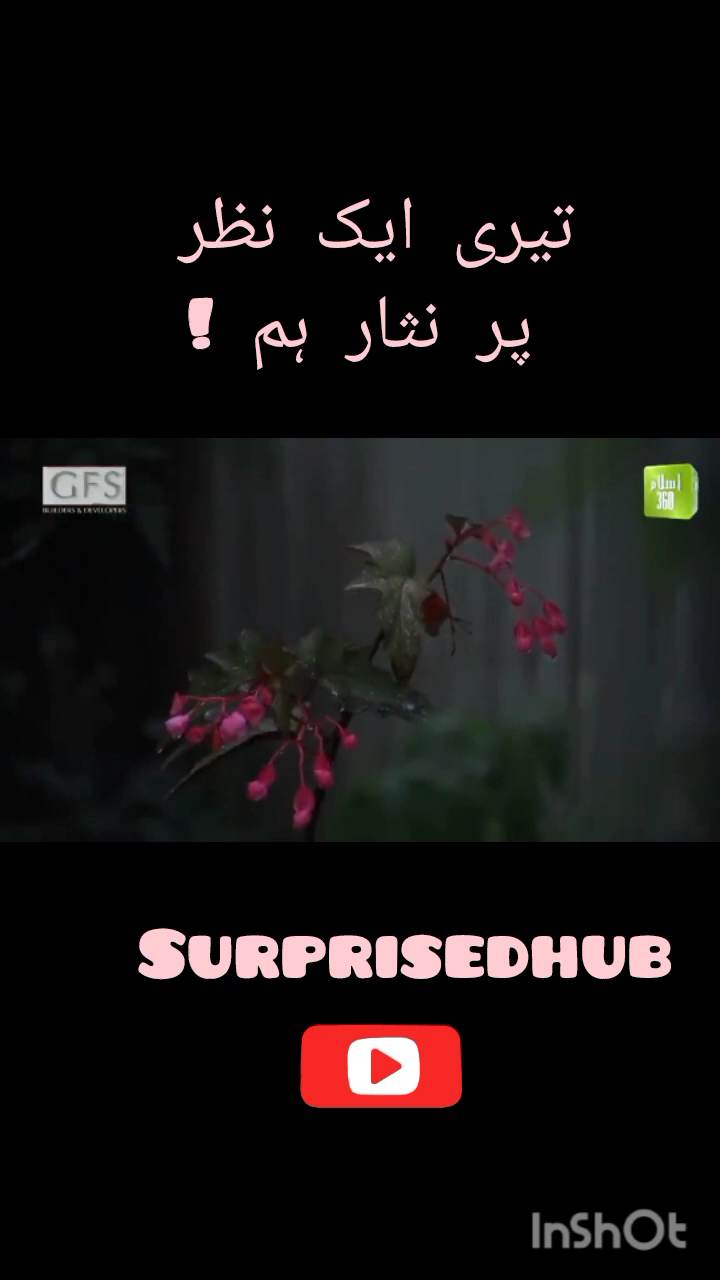 تیری ایک نظر
پر نثار ہم !
GFS
BUILDERS & DEVELOPERS
اسلام
360
SURPRISEDHUB
InShOt